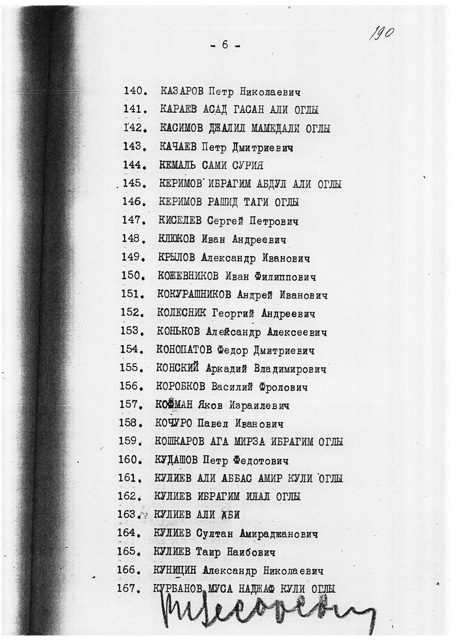 190
- 6 -
140. КАЗАРОВ Петр Николаевич
141. КАРАЕВ АСАД ГАСАН АЛИ ОГЛЫ
142. КАСИМОВ ДЖАЛИЛ МАМЕДАЛИ ОГЛЫ
143. КАЧАЕВ Петр Дмитриевич
144. КЕМАЛЬ САМИ СУРИЯ
145. КЕРИМОВ ИБРАГИМ АБДУЛ АЛИ ОГЛЫ
146. КЕРИМОВ РАШИД ТАГИ ОГЛЫ
147. КИСЕЛЕВ Сергей Петрович
148. КЛЮКОВ Иван Андреевич
149. КРЫЛОВ Александр Иванович
150. КОЖЕВНИКОВ Иван Филиппович
151. КОКУРАШНИКОВ Андрей Иванович
152. КОЛЕСНИК Георгий Андреевич
153. КОНЬКОВ Александр Алексеевич
154. КОНОПАТОВ Федор Дмитриевич
155. КОНСКИЙ Аркадий Владимирович
156. КОРОБКОВ Василий Фролович
157. КОФМАН Яков Израилевич
158. КОЧУРО Павел Иванович
159. КОШКАРОВ АГА МИРЗА ИБРАГИМ ОГЛЫ
160. КУДАШОВ Петр Федотович
161. КУЛИЕВ АЛИ АББАС АМИР КУЛИ ОГЛЫ
162. КУЛИЕВ ИБРАГИМ ОГЛЫ
163. КУЛИЕВ АЛИ АБИ
164. КУЛИЕВ Султан Амираджанович
165. КУЛИЕВ Таир Наибович
166. КУНИЦИН Александр Николаевич
167. КУРБАНОВ МУСА НАДЖАФ КУЛИ ОГЛЫ